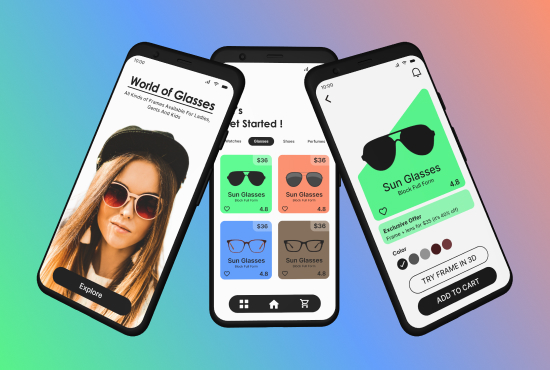 10:00
World of Glasses
All Kinds of Frames Available For Ladies,
Gents And Kids
Explore
's
et Started !
Watches Glasses Shoes Perfumes
$36 $36
Sun Glasses Sun Glasses
Black Full Form Black Full Form
4.8 4.8
$36 $36
Sun Glasses Sun Glasses
Black Full Form Black Full Form
4.8 4.8
10:00
Sun Glasses
Black Full Form
4.8
Exclusive Offer
Frame + lens for $35 (it's 40% off)
Color
TRY FRAME IN 3D
ADD TO CART